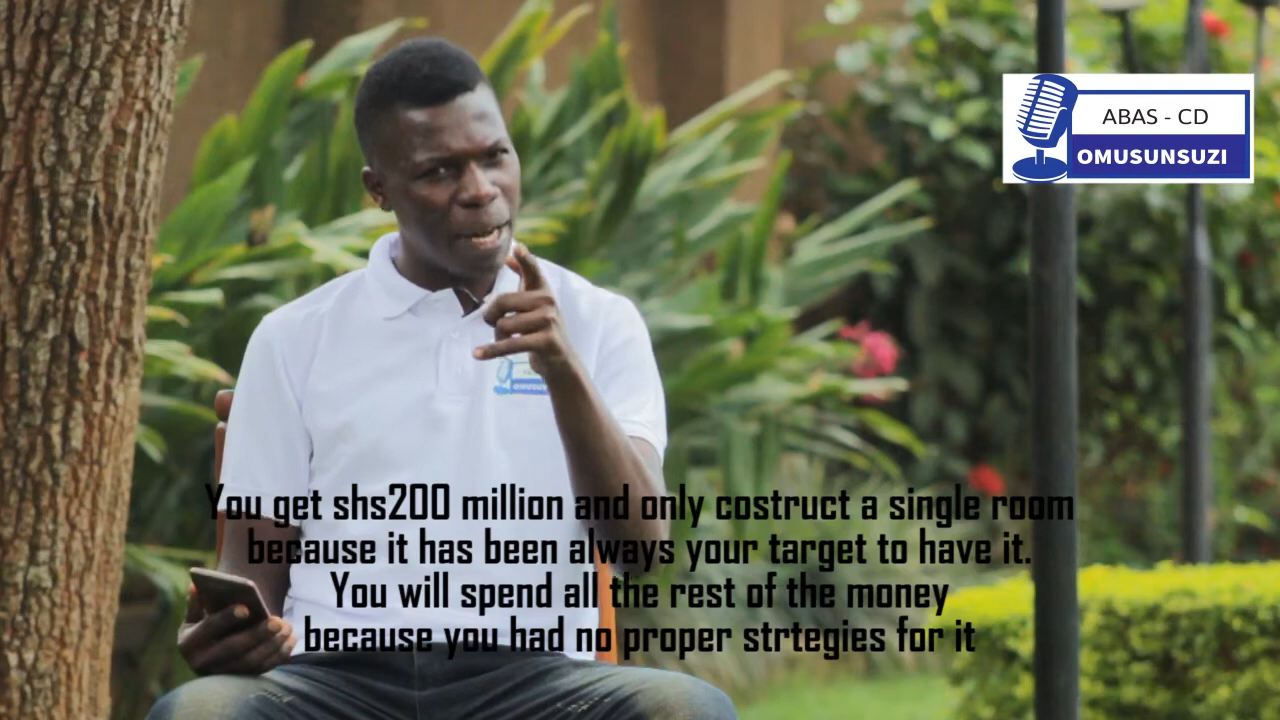 ABAS - CD
OMUSUNSUZI
You get shs200 million and only costruct a single room
because it has been always your target to have it.
You will spend all the rest of the money
because you had no proper strtegies for it